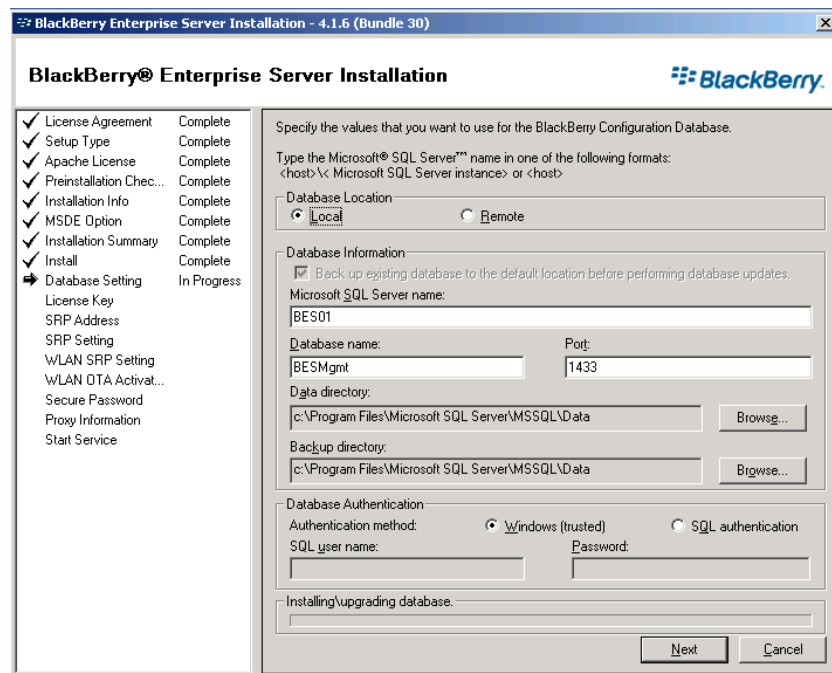 BlackBerry Enterprise Server Installation - 4.1.6 (Bundle 30)
BlackBerry® Enterprise Server Installation
BlackBerry.
License Agreement Complete
Setup Type Complete
Apache License Complete
Preinstallation Chec... Complete
Installation Info Complete
MSDE Option Complete
Installation Summary Complete
Install Complete
Database Setting In Progress
License Key
SRP Address
SRP Setting
WLAN SRP Setting
WLAN OTA Activat...
Secure Password
Proxy Information
Start Service
Specify the values that you want to use for the BlackBerry Configuration Database.
Type the Microsoft® SQL Server™ name in one of the following formats:
<host>\< Microsoft SQL Server instance> or <host>
Database Location
Local Remote
Database Information
Back up existing database to the default location before performing database updates.
Microsoft SQL Server name:
BES01
Database name: Port:
BESMgmt 1433
Data directory:
c:\Program Files\Microsoft SQL Server\MSSQL\Data Browse...
Backup directory:
c:\Program Files\Microsoft SQL Server\MSSQL\Data Browse...
Database Authentication
Authentication method: Windows (trusted) SQL authentication
SQL user name: Password:
Installing\upgrading database.
Next Cancel